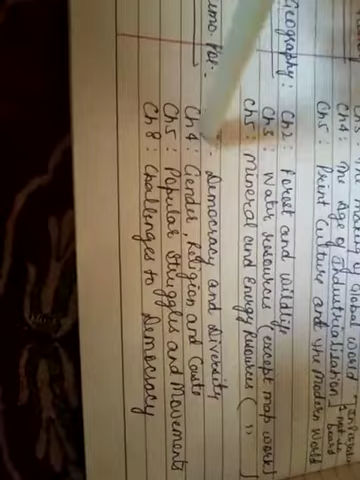 Ch4: The Age of Industrialisation
Ch5: Print Culture and the Modern World
Geography:
Ch2: Forest and wildlife
Ch3: Water resources (except map work)
Ch5: Mineral and Energy Resources ( " )
Democracy and Diversity
Ch4: Gender, Religion and Caste
Ch5: Popular Struggles and Movements
Ch8: Challenges to Democracy